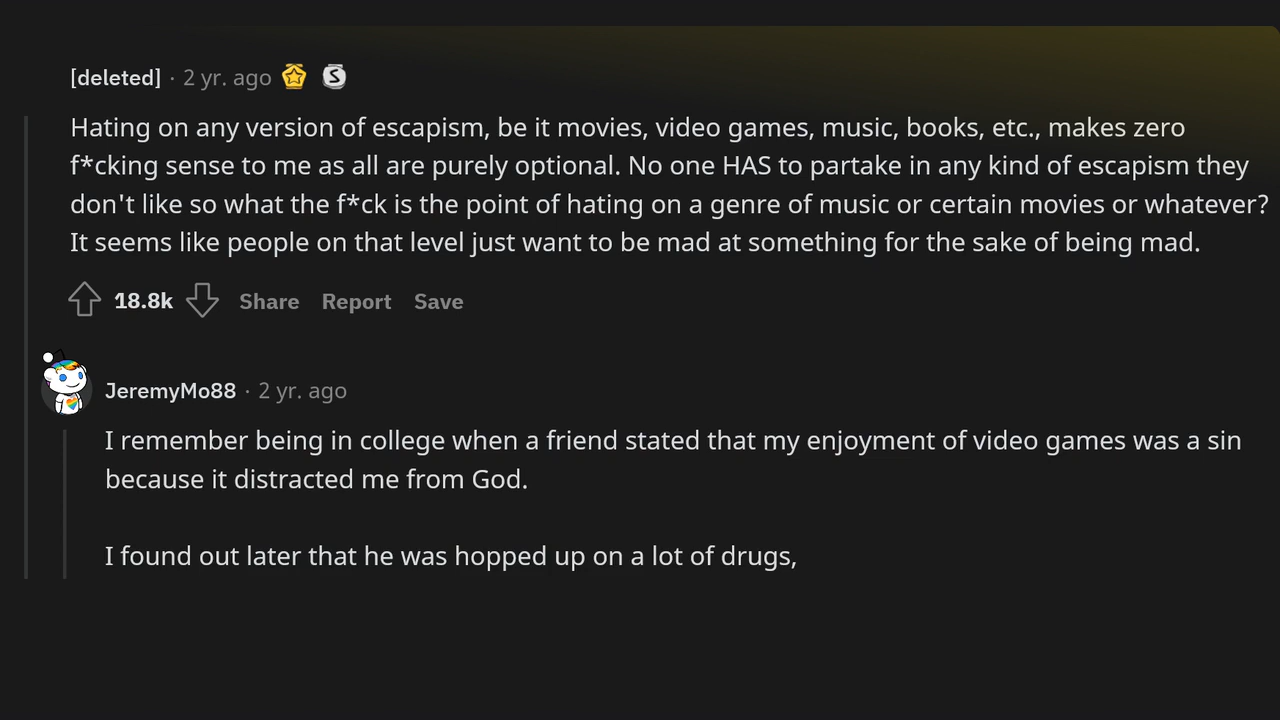 [deleted] · 2 yr. ago
Hating on any version of escapism, be it movies, video games, music, books, etc., makes zero
f*cking sense to me as all are purely optional. No one HAS to partake in any kind of escapism they
don't like so what the f*ck is the point of hating on a genre of music or certain movies or whatever?
It seems like people on that level just want to be mad at something for the sake of being mad.
18.8k Share Report Save
JeremyMo88 · 2 yr. ago
I remember being in college when a friend stated that my enjoyment of video games was a sin
because it distracted me from God.
I found out later that he was hopped up on a lot of drugs,